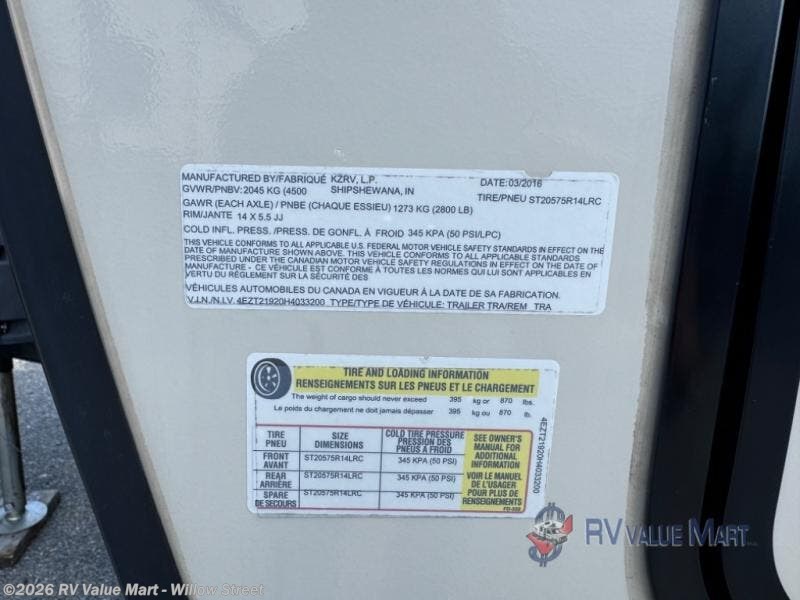 MANUFACTURED BY/FABRIQUÉ KZRV, L.P. DATE:03/2016
GVWR/PNBV: 2045 KG (4500 SHIPSHEWANA, IN TIRE/PNEU ST20575R14LRC
GAWR (EACH AXLE) / PNBE (CHAQUE ESSIEU) 1273 KG (2800 LB)
RIM/JANTE 14 X 5.5 JJ
COLD INFL. PRESS. /PRESS. DE GONFL. À FROID 345 KPA (50 PSI/LPC)
THIS VEHICLE CONFORMS TO ALL APPLICABLE U.S. FEDERAL MOTOR VEHICLE SAFETY STANDARDS IN EFFECT ON THE
DATE OF MANUFACTURE SHOWN ABOVE. THIS VEHICLE CONFORMS TO ALL APPLICABLE STANDARDS
PRESCRIBED UNDER THE CANADIAN MOTOR VEHICLE SAFETY REGULATIONS IN EFFECT ON THE DATE OF
MANUFACTURE - CE VÉHICULE EST CONFORME À TOUTES LES NORMES QUI LUI SONT APPLICABLES EN
VERTU DU RÈGLEMENT SUR LA SÉCURITÉ DES
VÉHICULES AUTOMOBILES DU CANADA EN VIGUEUR À LA DATE DE SA FABRICATION.
V.I.N./N.I.V. 4EZT21920H4033200 TYPE/TYPE DE VÉHICULE: TRAILER TRA/REM TRA
TIRE AND LOADING INFORMATION
RENSEIGNEMENTS SUR LES PNEUS ET LE CHARGEMENT
The weight of cargo should never exceed 395 kg or 870 lbs.
Le poids du chargement ne doit jamais dépasser 395 kg ou 870 lb.
TIRE
PNEU
SIZE
DIMENSIONS
COLD TIRE PRESSURE
PRESSION DES
PNEUS A FROID
FRONT
AVANT
ST20575R14LRC
345 KPA (50 PSI)
REAR
ARRIÈRE
ST20575R14LRC
345 KPA (50 PSI)
SPARE
DE SECOURS
ST20575R14LRC
345 KPA (50 PSI)
SEE OWNER'S
MANUAL FOR
ADDITIONAL
INFORMATION
VOIR LE MANUEL
DE L'USAGER
POUR PLUS DE
RENSEIGNEMENTS
4EZT21920H4033200
RV VALUE MART
©2026 RV Value Mart - Willow Street